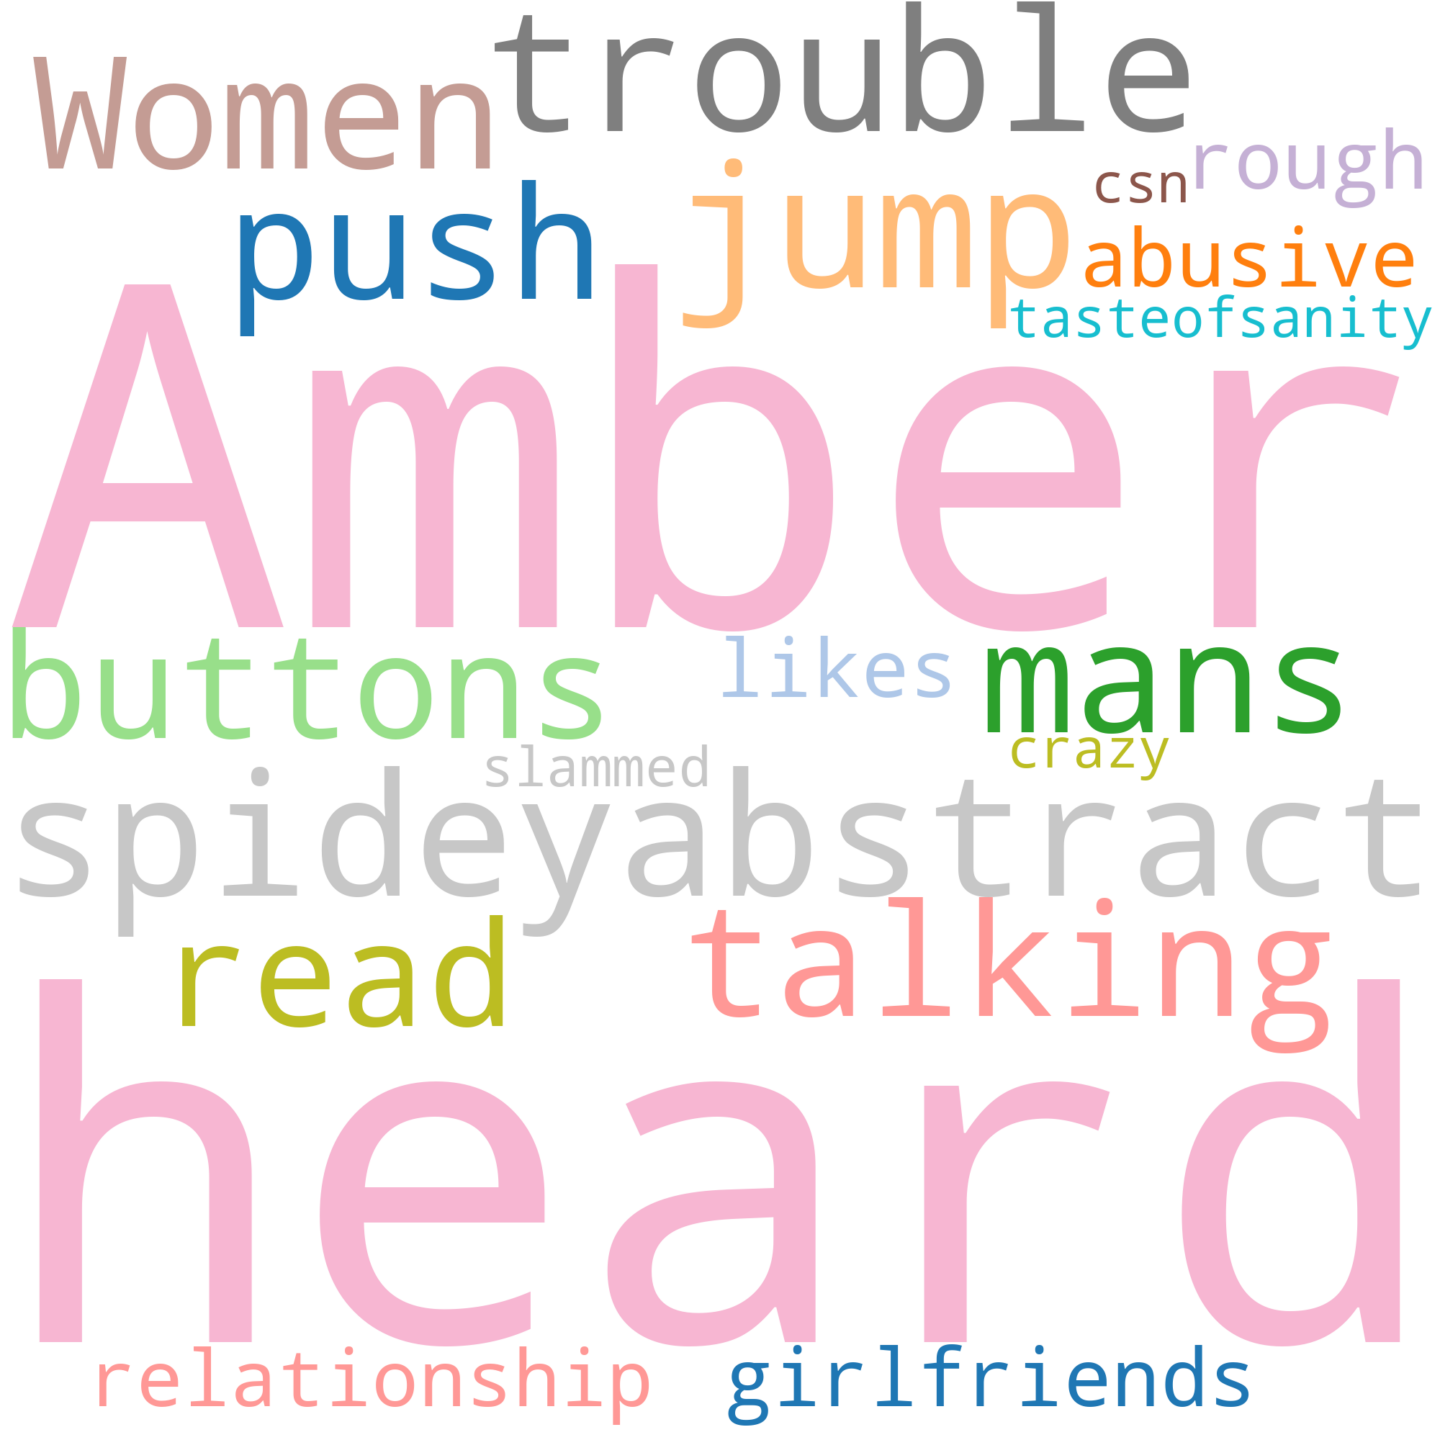 trouble
Women
rough
csn
push
jump
abusive
tasteofsanity
Amber
buttons
likes
mans
crazy
slammed
spideyabstract
read
talking
heard
relationship
girlfriends